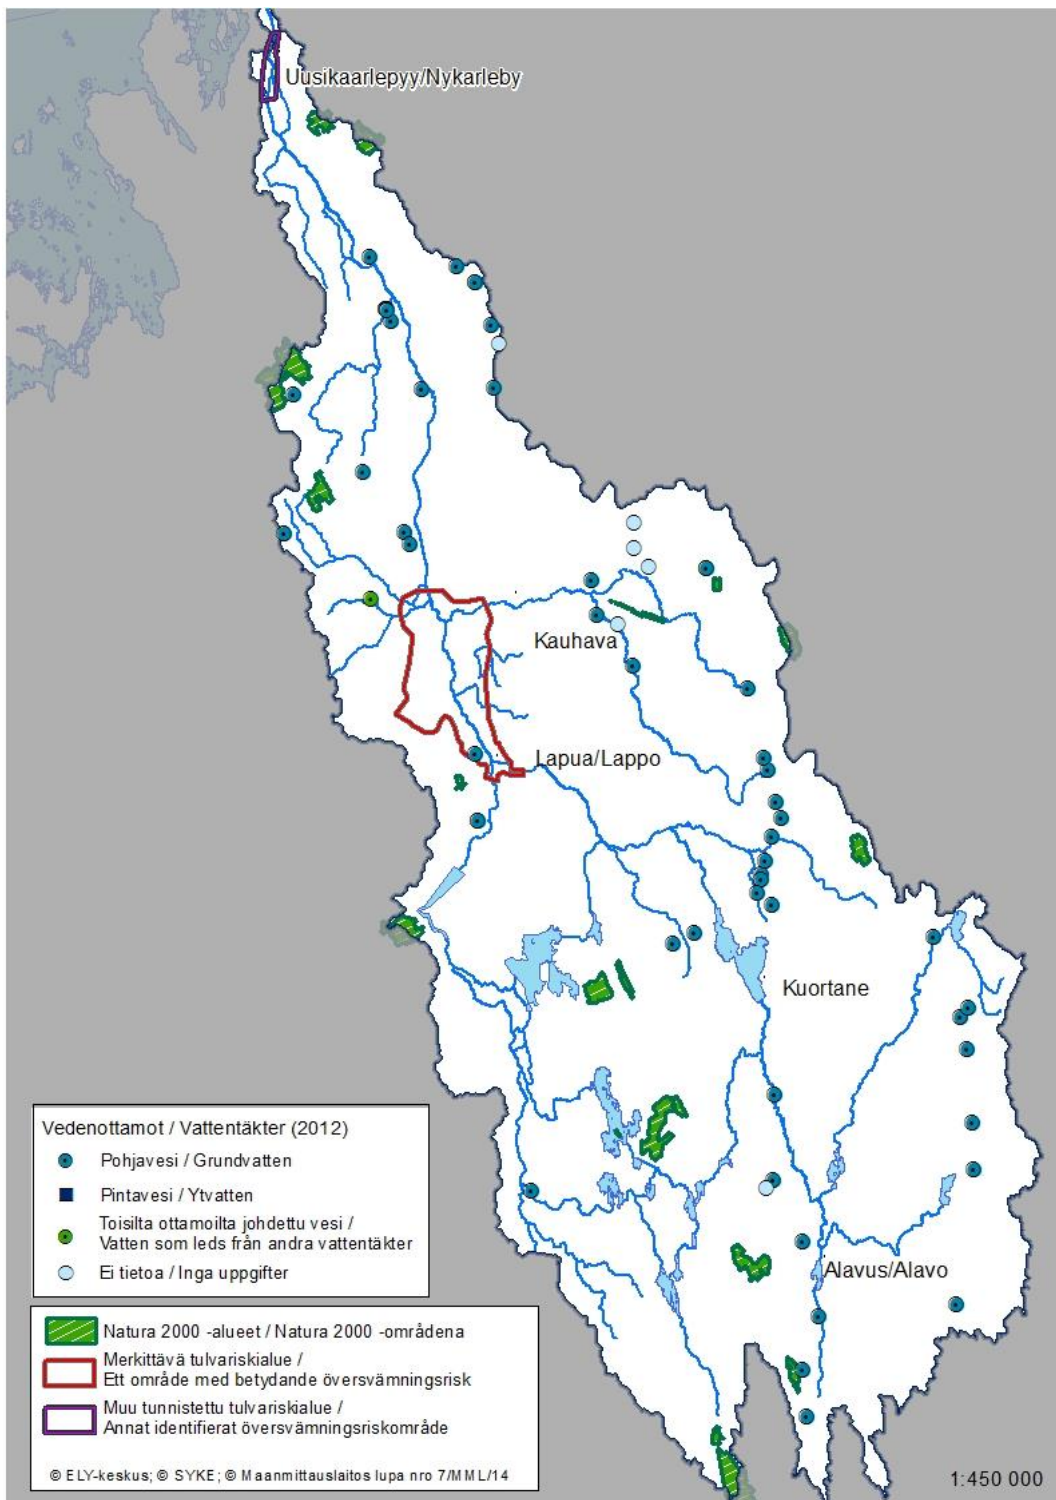 Uusikaarlepyy/Nykarleby
Kauhava
Lapua/Lappo
Kuortane
Alavus/Alavo
Vedenottamot / Vattentäkter (2012)
Pohjavesi / Grundvatten
Pintavesi / Ytvatten
Toisilta ottamoilta johdettu vesi /
Vatten som leds från andra vattentäkter
Ei tietoa / Inga uppgifter
Natura 2000 -alueet / Natura 2000 -områdena
Merkittävä tulvariskialue /
Ett område med betydande översvämningsrisk
Muu tunnistettu tulvariskialue /
Annat identifierat översvämningsriskområde
© ELY-keskus; © SYKE; © Maanmittauslaitos lupa nro 7/MML/14
1:450 000